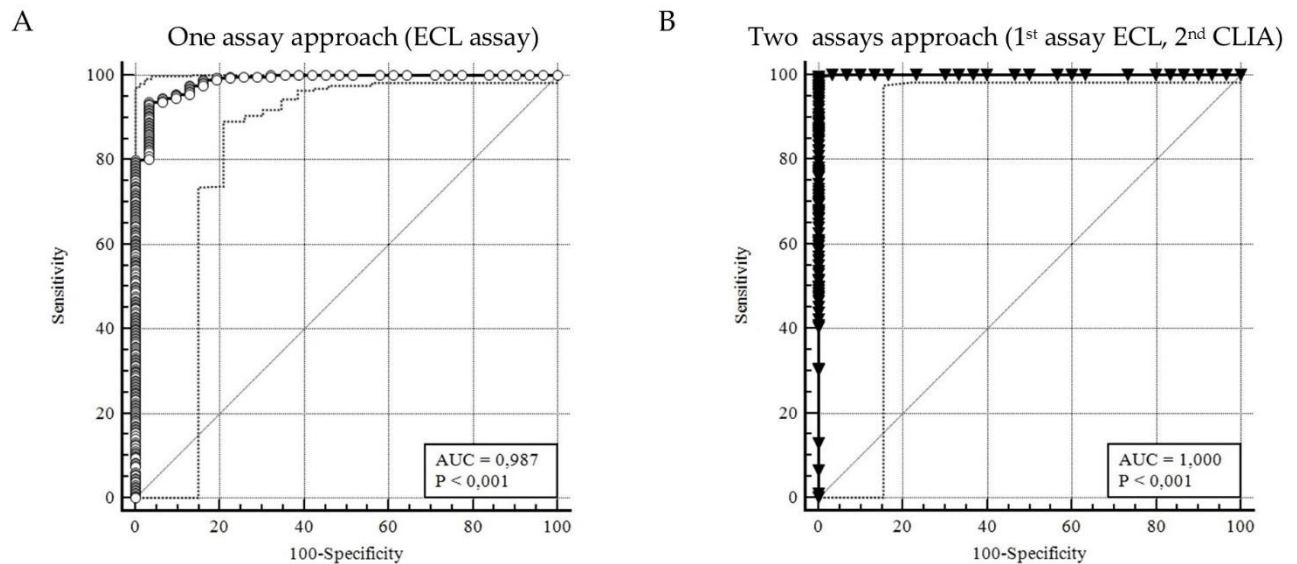 A
One assay approach (ECL assay)
100
80
60
40
20
0
Sensitivity
AUC = 0,987
P < 0,001
0 20 40 60 80 100
100-Specificity
B
Two assays approach (1st assay ECL, 2nd CLIA)
100
80
60
40
20
0
Sensitivity
AUC = 1,000
P < 0,001
0 20 40 60 80 100
100-Specificity